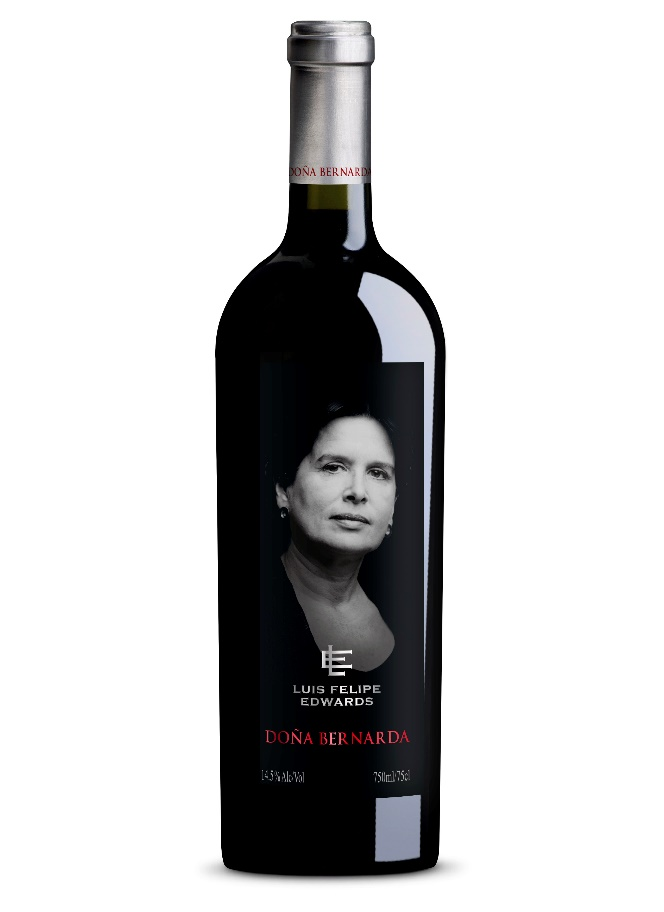 DOÑA BERNARDA
LUIS FELIPE
EDWARDS
DOÑA BERNARDA
14.5% Alc/Vol 750ml/75cl